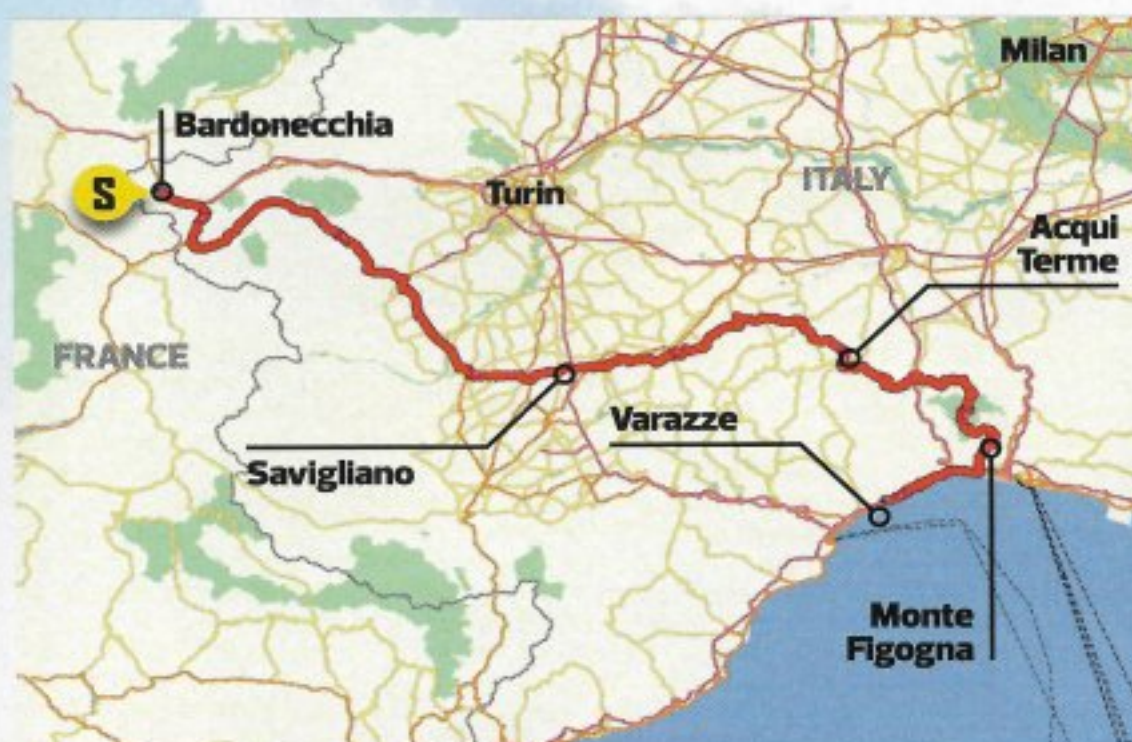 Milan
Bardonecchia
S
Turin
ITALY
Acqui
Terme
FRANCE
Varazze
Savigliano
Monte
Figogna